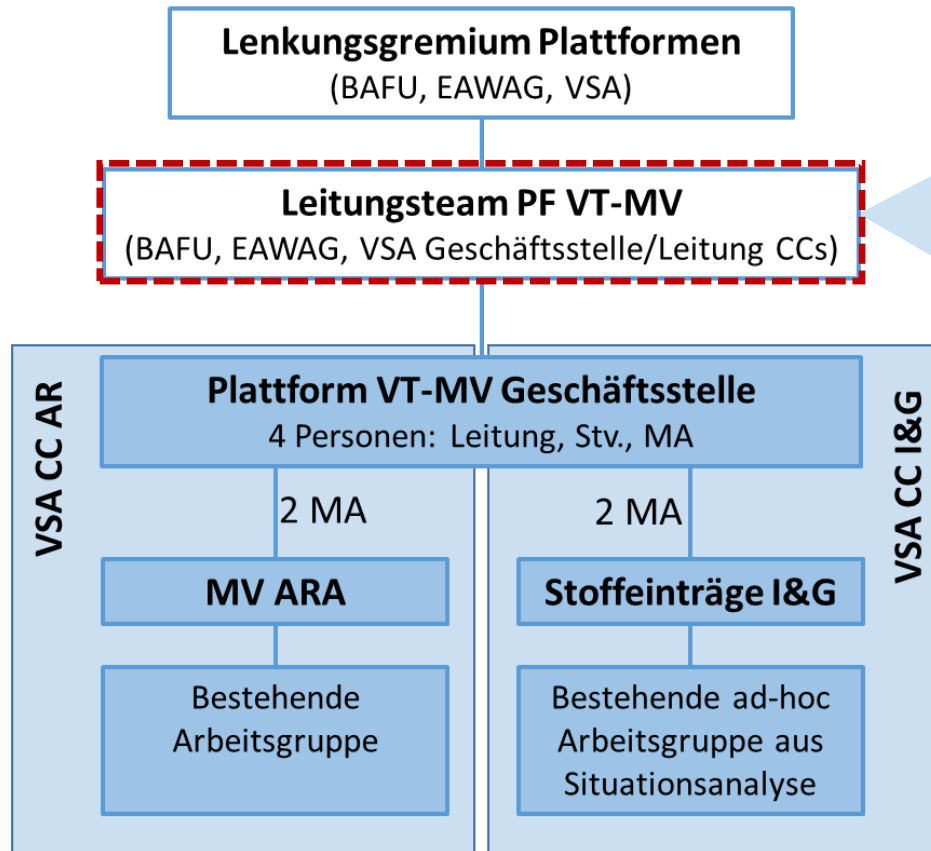 Lenkungsgremium Plattformen
(BAFU, EAWAG, VSA)
Leitungsteam PF VT-MV
(BAFU, EAWAG, VSA Geschäftsstelle/Leitung CCs)
VSA CC AR
Plattform VT-MV Geschäftsstelle
4 Personen: Leitung, Stv., MA
VSA CC I&G
2 MA
2 MA
MV ARA
Stoffeinträge I&G
Bestehende
Arbeitsgruppe
Bestehende ad-hoc
Arbeitsgruppe aus
Situationsanalyse